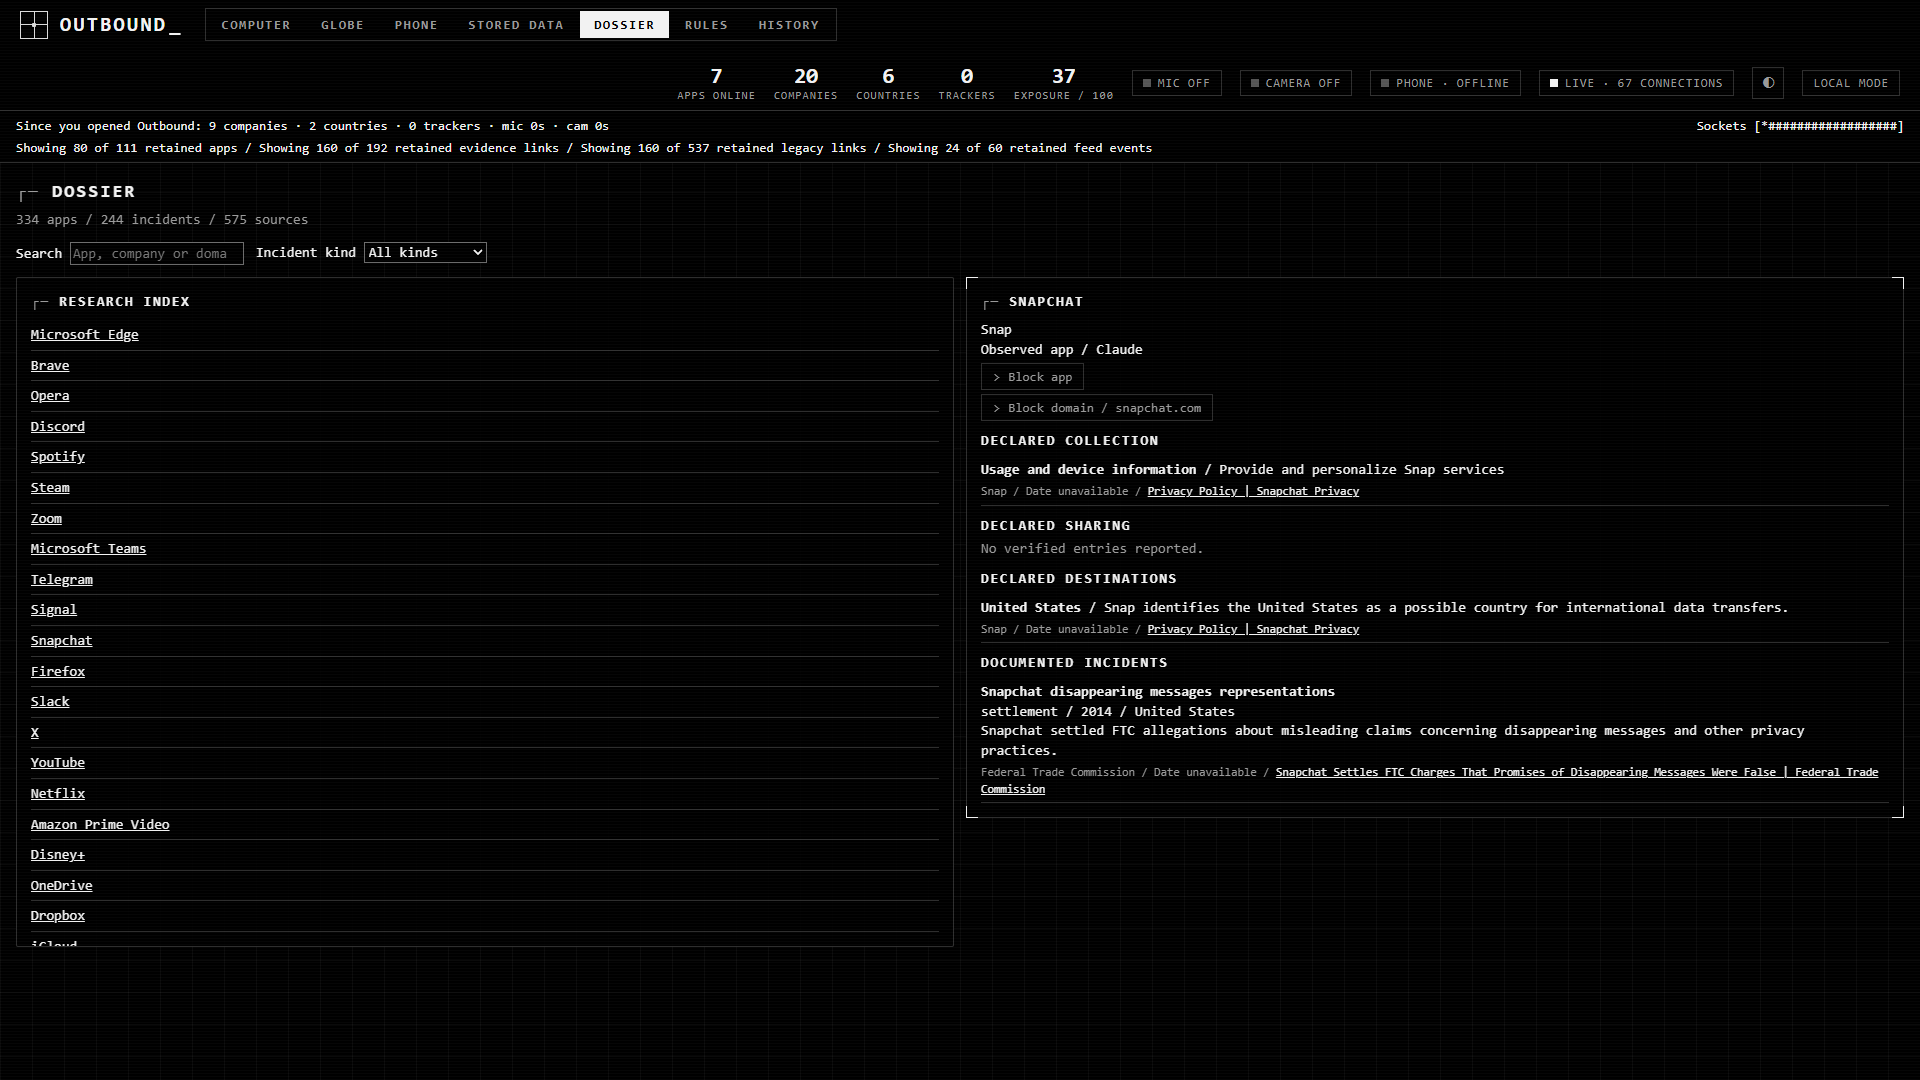 OUTBOUND_
COMPUTER GLOBE PHONE STORED DATA DOSSIER RULES HISTORY
7 20 6 0 37
APPS ONLINE COMPANIES COUNTRIES TRACKERS EXPOSURE / 100
MIC OFF CAMERA OFF PHONE · OFFLINE LIVE · 67 CONNECTIONS LOCAL MODE
Since you opened Outbound: 9 companies · 2 countries · 0 trackers · mic 0s · cam 0s
Sockets [*##################]
Showing 80 of 111 retained apps / Showing 160 of 192 retained evidence links / Showing 160 of 537 retained legacy links / Showing 24 of 60 retained feed events
DOSSIER
334 apps / 244 incidents / 575 sources
Search App, company or doma Incident kind All kinds
RESEARCH INDEX
Microsoft Edge
Brave
Opera
Discord
Spotify
Steam
Zoom
Microsoft Teams
Telegram
Signal
Snapchat
Firefox
Slack
X
YouTube
Netflix
Amazon Prime Video
Disney+
OneDrive
Dropbox
iCloud
SNAPCHAT
Snap
Observed app / Claude
> Block app
> Block domain / snapchat.com
DECLARED COLLECTION
Usage and device information / Provide and personalize Snap services
Snap / Date unavailable / Privacy Policy | Snapchat Privacy
DECLARED SHARING
No verified entries reported.
DECLARED DESTINATIONS
United States / Snap identifies the United States as a possible country for international data transfers.
Snap / Date unavailable / Privacy Policy | Snapchat Privacy
DOCUMENTED INCIDENTS
Snapchat disappearing messages representations
settlement / 2014 / United States
Snapchat settled FTC allegations about misleading claims concerning disappearing messages and other privacy
practices.
Federal Trade Commission / Date unavailable / Snapchat Settles FTC Charges That Promises of Disappearing Messages Were False | Federal Trade
Commission